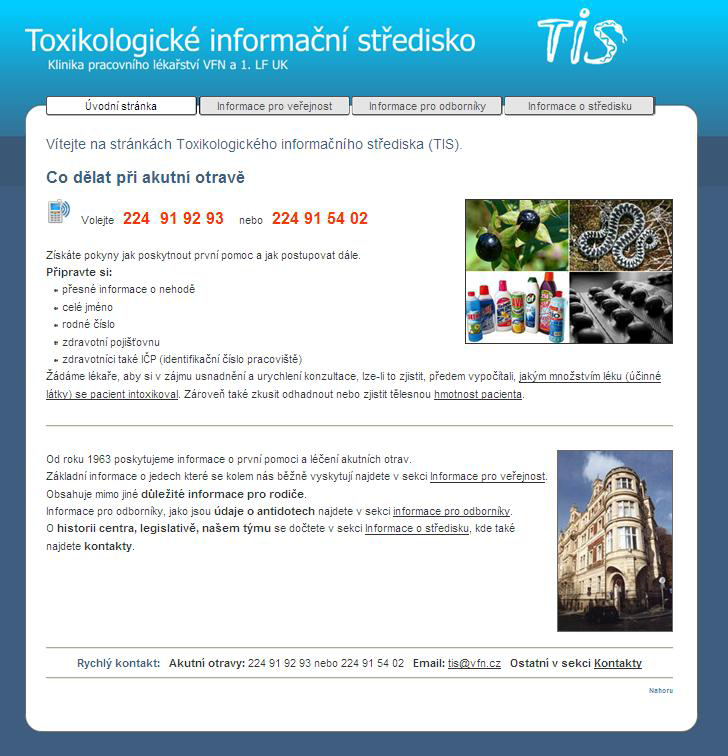 Toxikologické informační středisko
Klinika pracovního lékařství VFN a 1. LF UK
TIS
Úvodní stránka
Informace pro veřejnost
Informace pro odborníky
Informace o středisku
Vítejte na stránkách Toxikologického informačního střediska (TIS).
Co dělat při akutní otravě
Volejte 224 91 92 93 nebo 224 91 54 02
Získáte pokyny jak poskytnout první pomoc a jak postupovat dále.
Připravte si:
přesné informace o nehodě
celé jméno
rodné číslo
zdravotní pojišťovnu
zdravotníci také IČP (identifikační číslo pracoviště)
Žádáme lékaře, aby si v zájmu usnadnění a urychlení konzultace, lze-li to zjistit, předem vypočítali, jakým množstvím léku (účinné
látky) se pacient intoxikoval. Zároveň také zkusit odhadnout nebo zjistit tělesnou hmotnost pacienta.
Od roku 1963 poskytujeme informace o první pomoci a léčení akutních otrav.
Základní informace o jedech které se kolem nás běžně vyskytují najdete v sekci Informace pro veřejnost.
Obsahuje mimo jiné důležité informace pro rodiče.
Informace pro odborníky, jako jsou údaje o antidotech najdete v sekci informace pro odborníky.
O historii centra, legislativě, našem týmu se dočtete v sekci Informace o středisku, kde také
najdete kontakty.
Rychlý kontakt: Akutní otravy: 224 91 92 93 nebo 224 91 54 02 Email: tis@vfn.cz Ostatní v sekci Kontakty
Nahoru